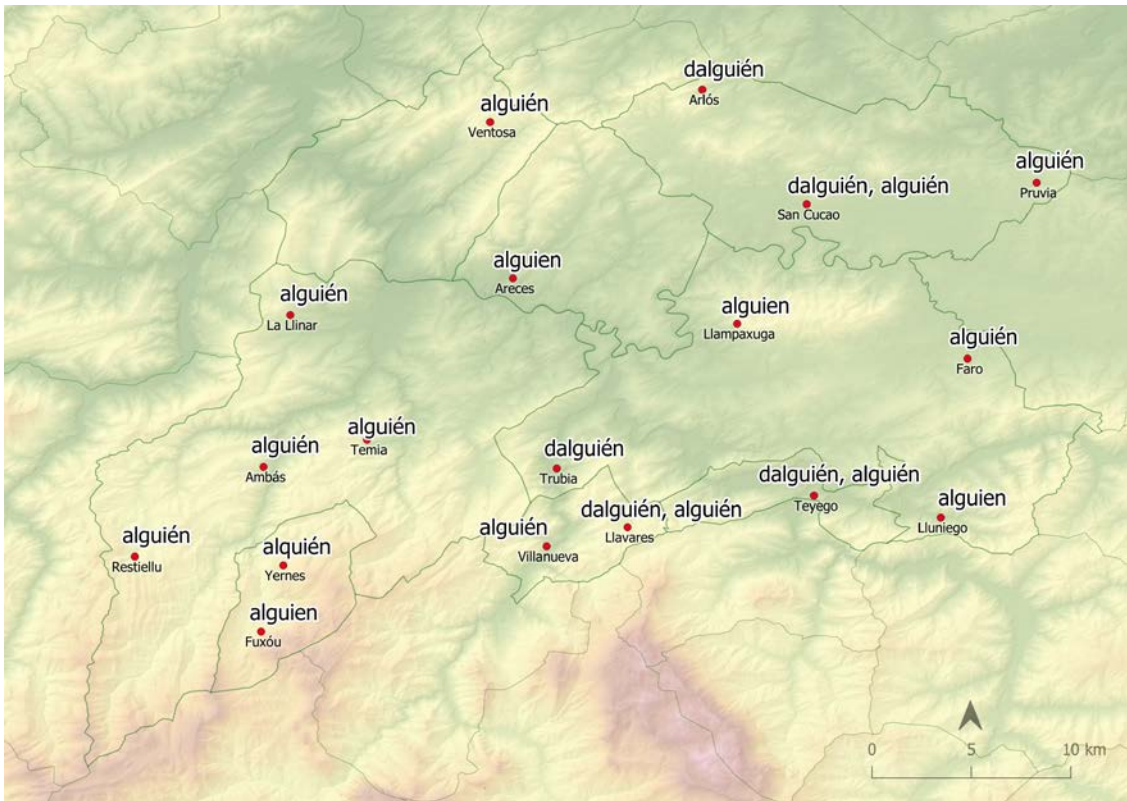 dalguién
Arlós
alguién
Ventosa
alguién
Pruvia
dalguién, alguién
San Cucao
alguien
Areces
alguién
La Llinar
alguien
Llampaxuga
alguién
Faro
alguién
Temia
alguién
Ambás
dalguién
Trubia
dalguién, alguién
Teyego
alguien
Lluniego
dalguién, alguién
Llavares
alguién
Villanueva
alguién
Restiellu
alquién
Yernes
alguien
Fuxóu
0 5 10 km